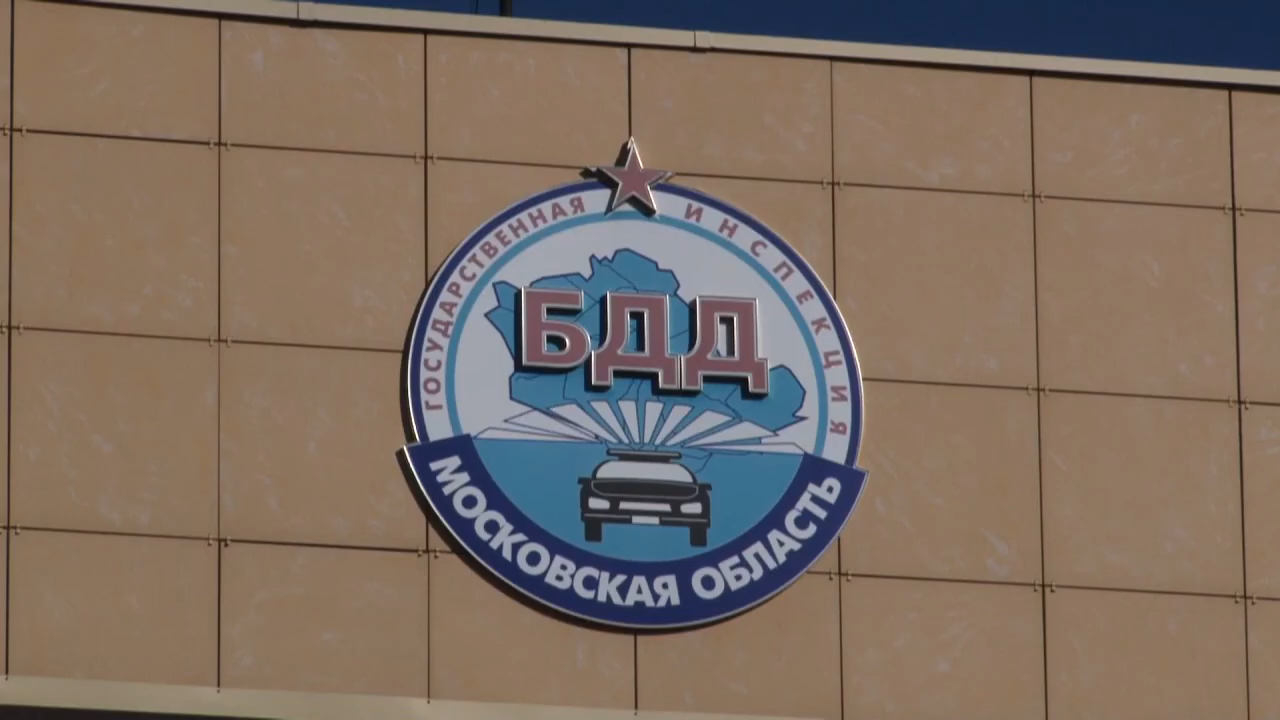 ГОСУДАРСТВЕННАЯ ИНСПЕКЦИЯ
БДД
МОСКОВСКАЯ ОБЛАСТЬ